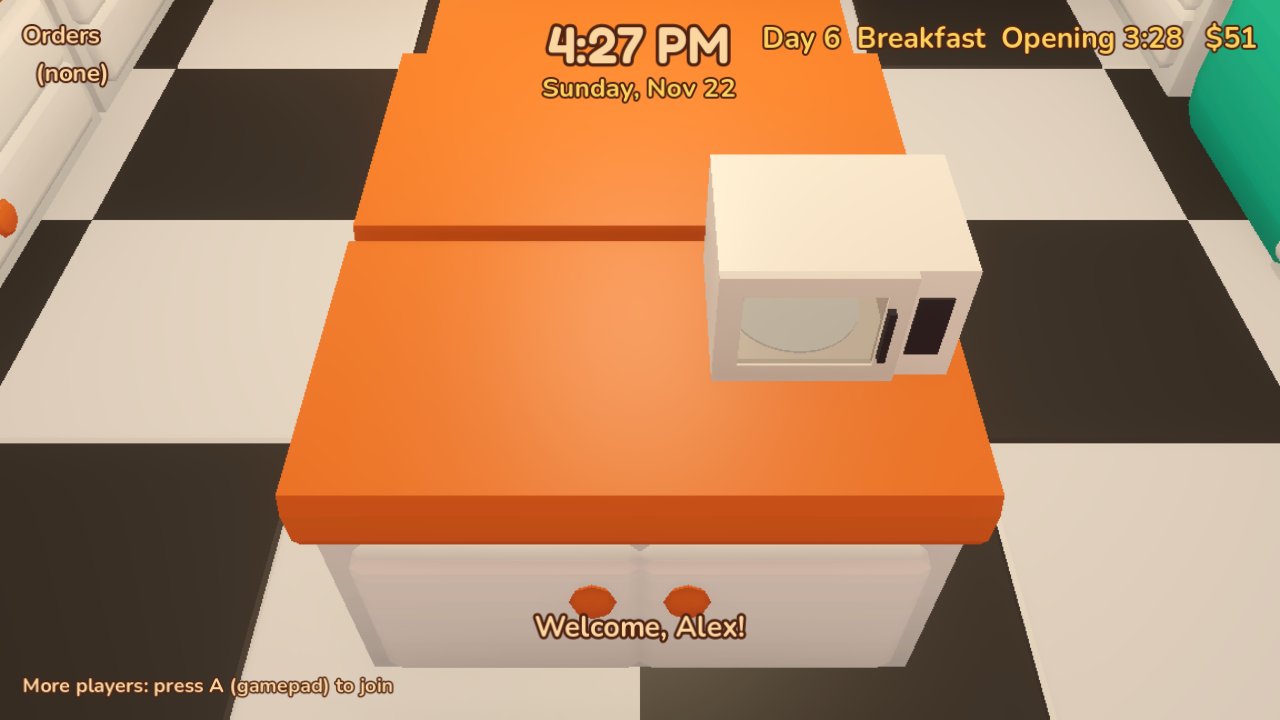 Orders
(none)
4:27 PM
Sunday, Nov 22
Day 6 Breakfast Opening 3:28 $51
Welcome, Alex!
More players: press A (gamepad) to join